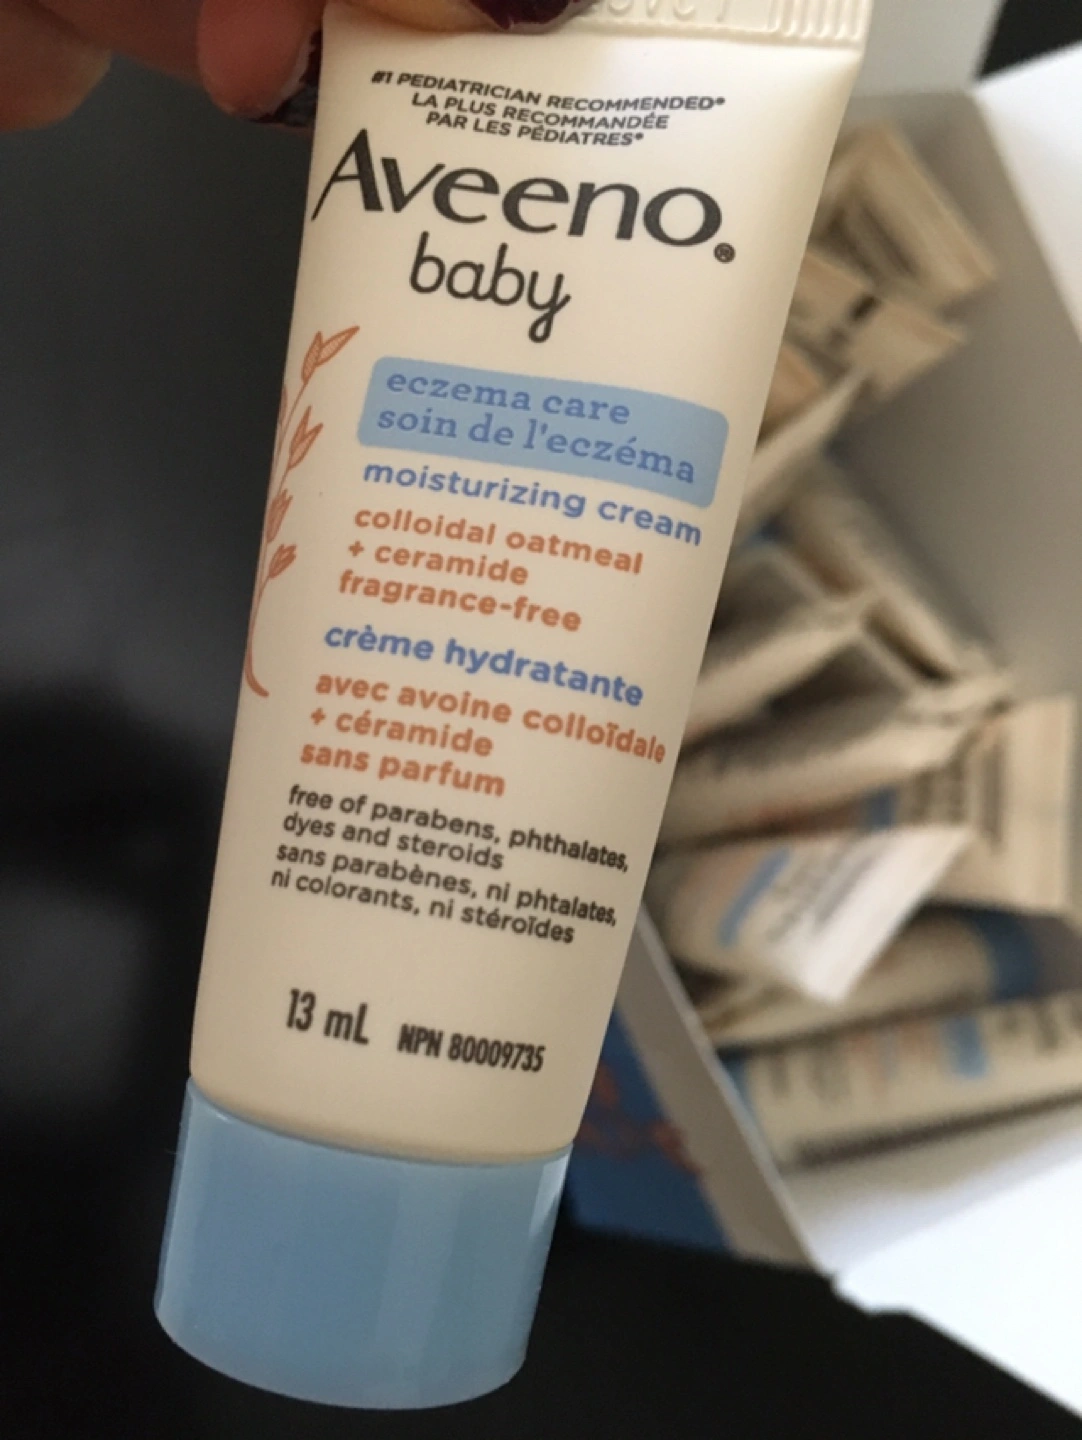 #1 PEDIATRICIAN RECOMMENDED*
LA PLUS RECOMMANDÉE
PAR LES PÉDIATRES*
Aveeno®
baby
eczema care
soin de l'eczéma
moisturizing cream
colloidal oatmeal
+ ceramide
fragrance-free
crème hydratante
avec avoine colloïdale
+ céramide
sans parfum
free of parabens, phthalates,
dyes and steroids
sans parabènes, ni phtalates,
ni colorants, ni stéroïdes
13 mL NPN 80009735